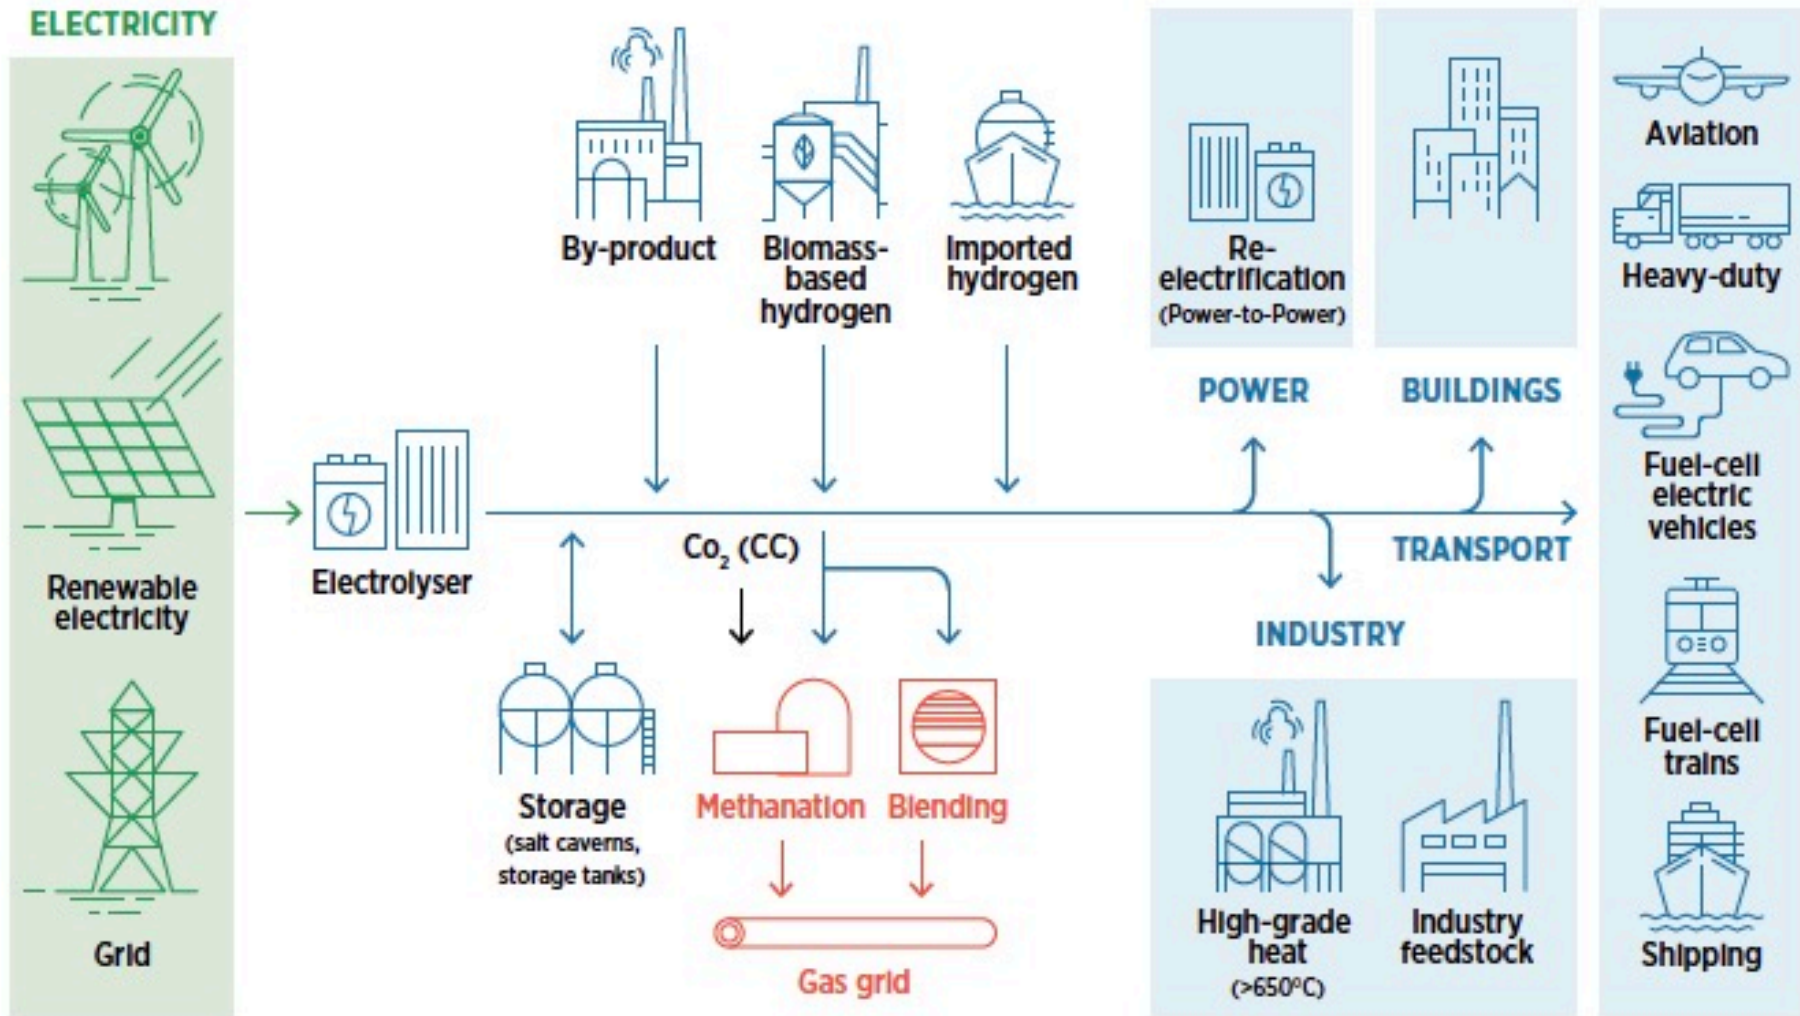 ELECTRICITY
Renewable
electricity
Grid
Electrolyser
By-product
Biomass-
based
hydrogen
Imported
hydrogen
Co₂ (CC)
Storage
(salt caverns,
storage tanks)
Methanation
Blending
Gas grid
Re-
electrification
(Power-to-Power)
POWER
BUILDINGS
TRANSPORT
INDUSTRY
High-grade
heat
(>650ºC)
Industry
feedstock
Aviation
Heavy-duty
Fuel-cell
electric
vehicles
Fuel-cell
trains
Shipping